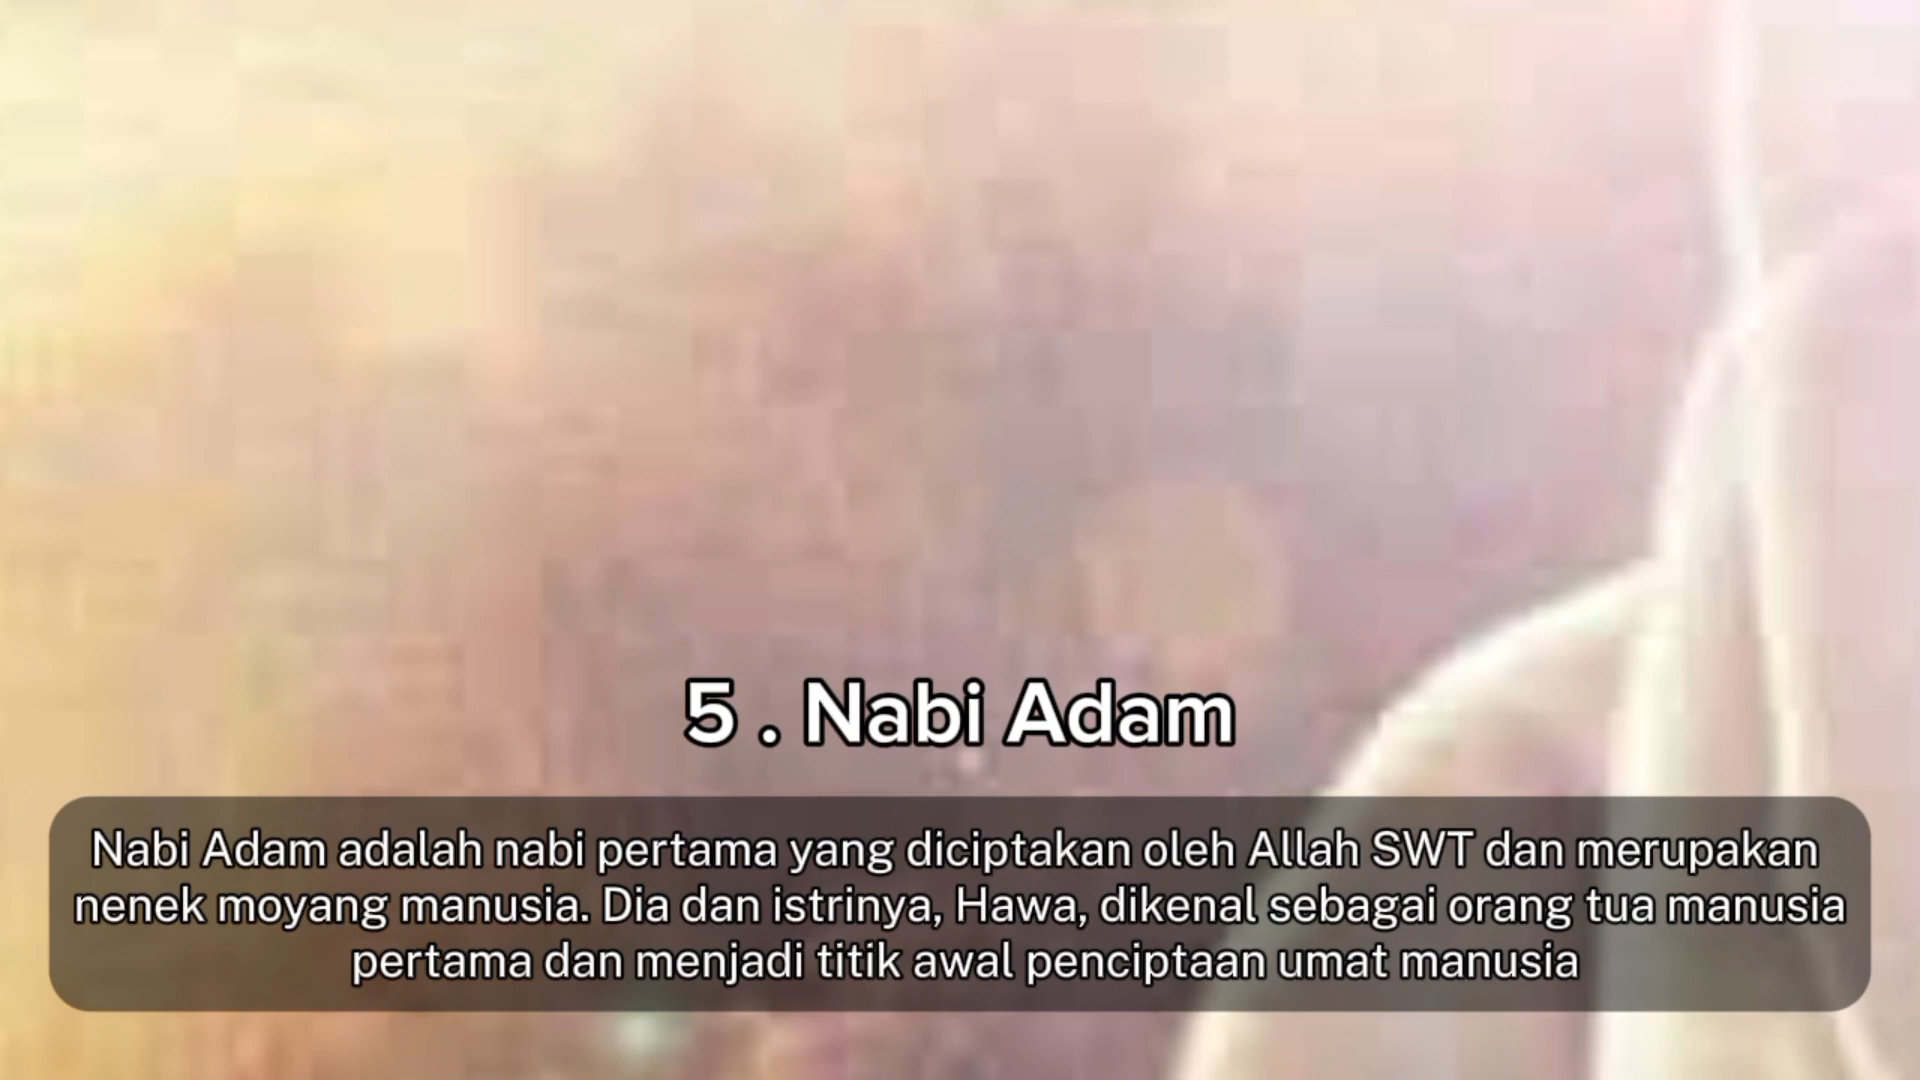 5 . Nabi Adam
Nabi Adam adalah nabi pertama yang diciptakan oleh Allah SWT dan merupakan
nenek moyang manusia. Dia dan istrinya, Hawa, dikenal sebagai orang tua manusia
pertama dan menjadi titik awal penciptaan umat manusia